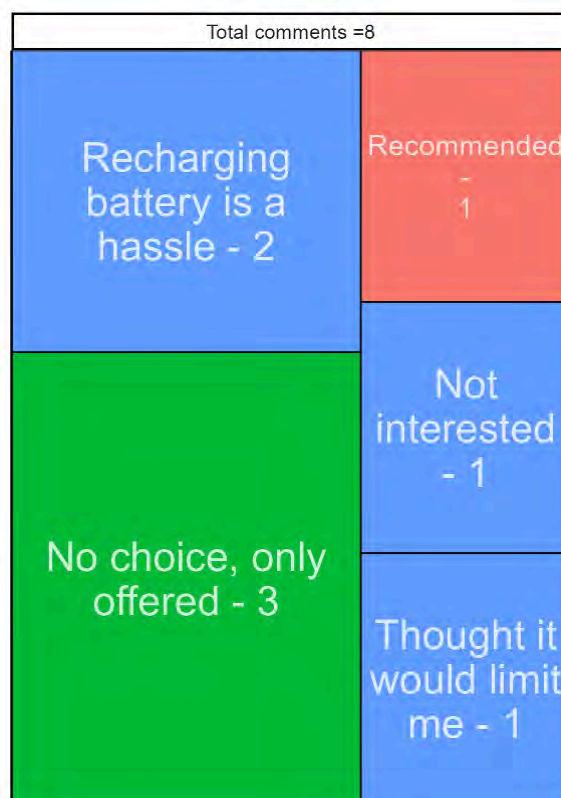 Total comments =8
Recharging
battery is a
hassle - 2
Recommended
-
1
Not
interested
- 1
No choice, only
offered - 3
Thought it
would limit
me - 1